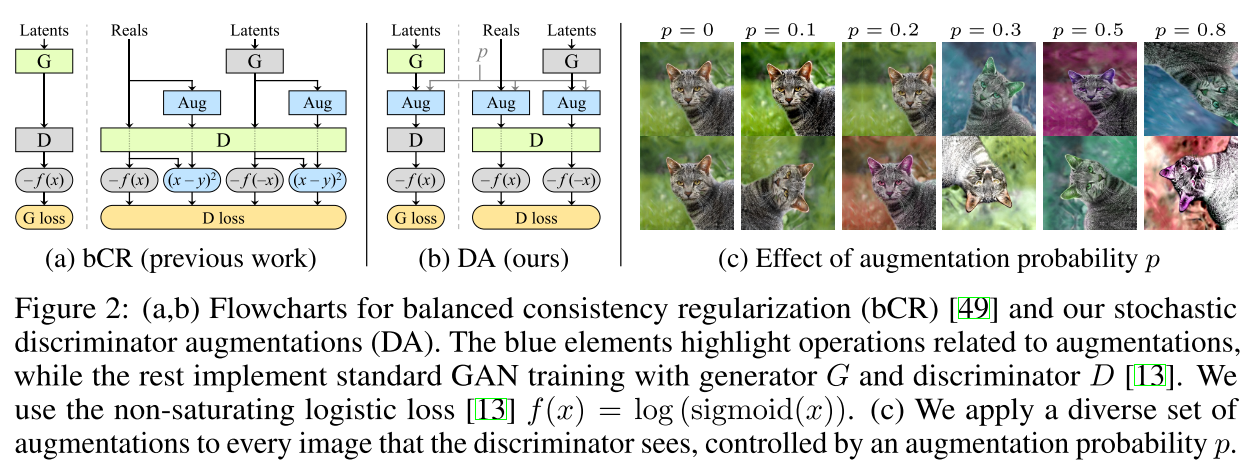 Latents
G
D
−f(x)
G loss
Reals
Latents
G
Aug
Aug
D
−f(x)
(x−y)²
−f(−x)
(x−y)²
D loss
(a) bCR (previous work)
Latents
G
p
Reals
Latents
G
Aug
Aug
Aug
D
D
−f(x)
−f(x)
−f(−x)
G loss
D loss
(b) DA (ours)
p = 0
p = 0.1
p = 0.2
p = 0.3
p = 0.5
p = 0.8
(c) Effect of augmentation probability p
Figure 2: (a,b) Flowcharts for balanced consistency regularization (bCR) [49] and our stochastic
discriminator augmentations (DA). The blue elements highlight operations related to augmentations,
while the rest implement standard GAN training with generator G and discriminator D [13]. We
use the non-saturating logistic loss [13] f(x) = log (sigmoid(x)). (c) We apply a diverse set of
augmentations to every image that the discriminator sees, controlled by an augmentation probability p.